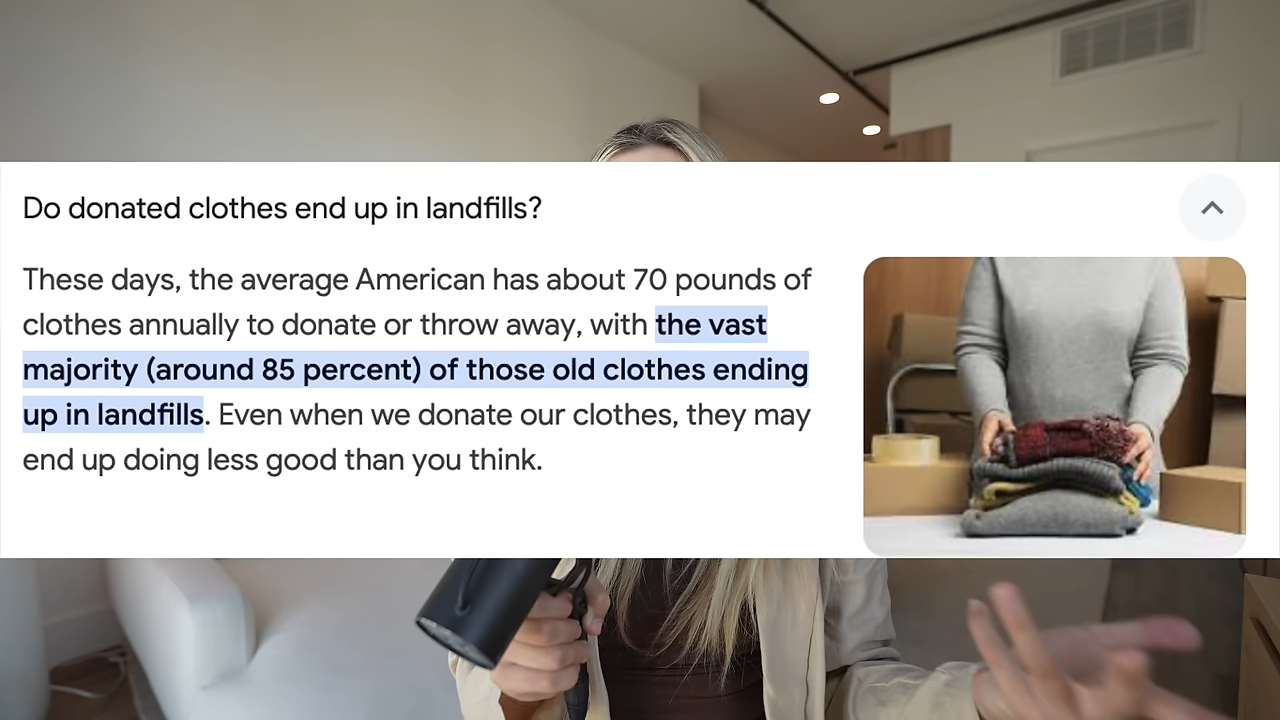 Do donated clothes end up in landfills?
These days, the average American has about 70 pounds of
clothes annually to donate or throw away, with the vast
majority (around 85 percent) of those old clothes ending
up in landfills. Even when we donate our clothes, they may
end up doing less good than you think.